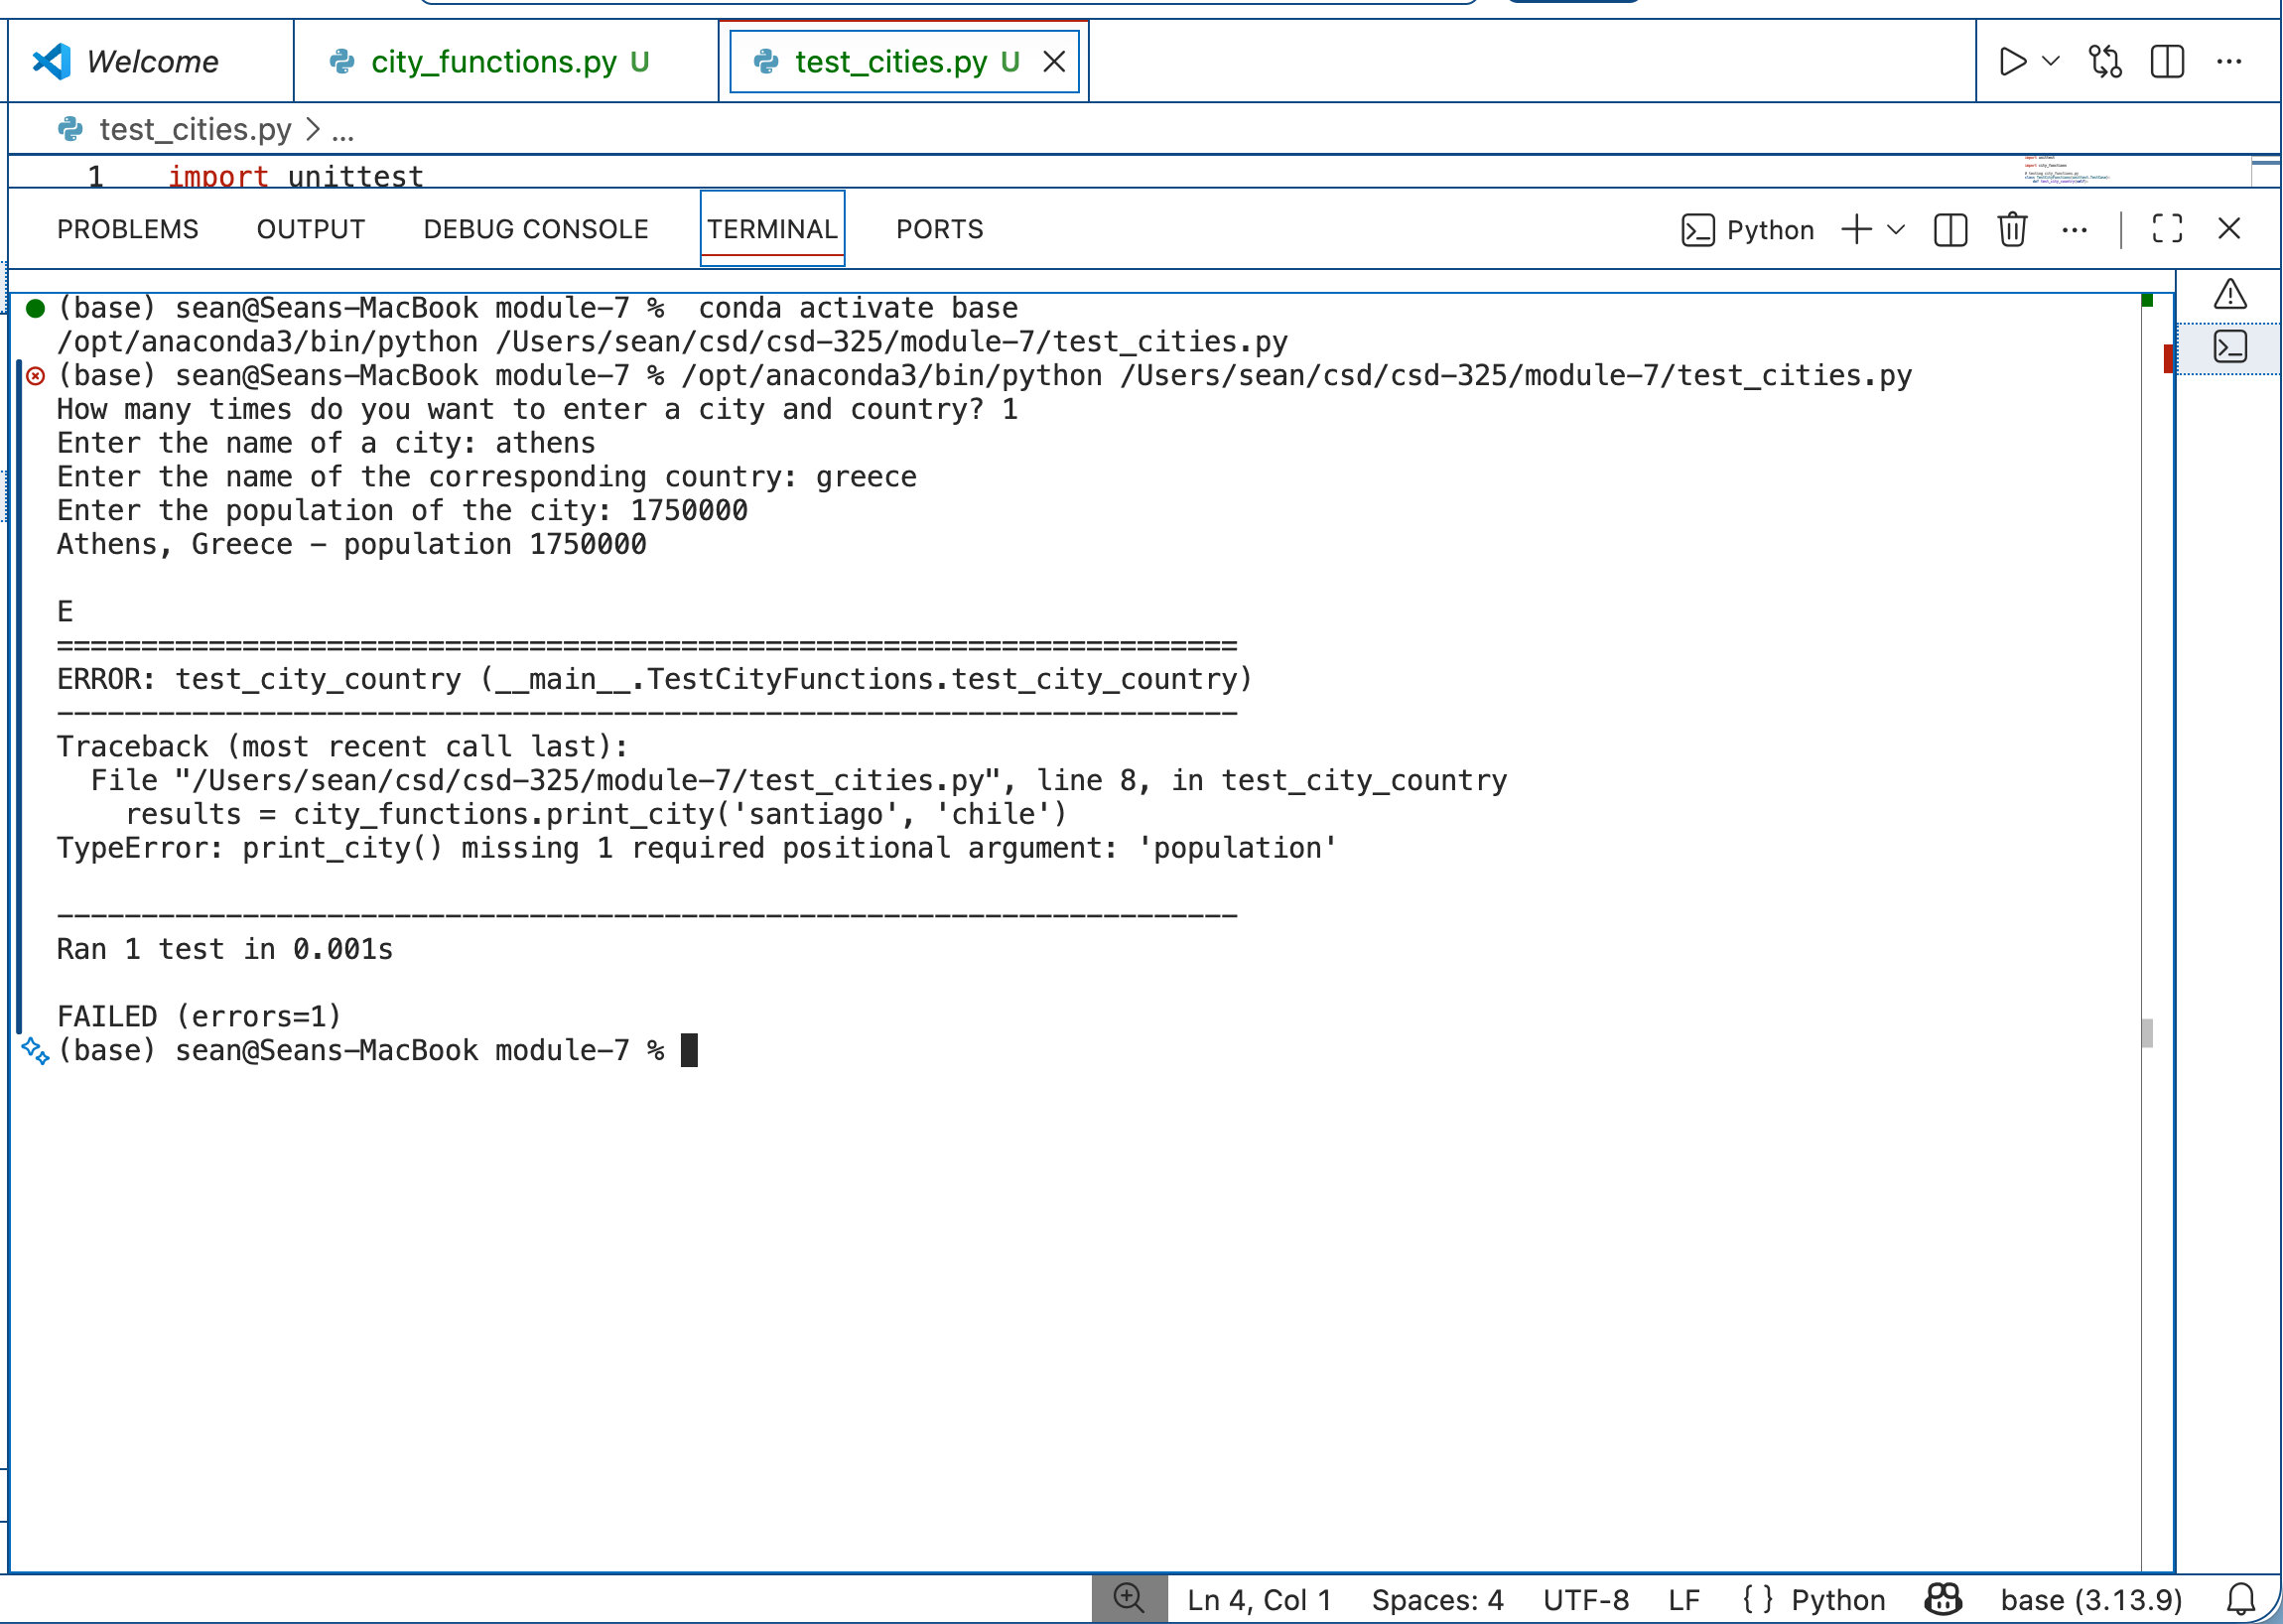 Welcome
city_functions.py U
test_cities.py U
test_cities.py > ...
1 import unittest
PROBLEMS OUTPUT DEBUG CONSOLE TERMINAL PORTS
Python
(base) sean@Seans-MacBook module-7 %  conda activate base
/opt/anaconda3/bin/python /Users/sean/csd/csd-325/module-7/test_cities.py
(base) sean@Seans-MacBook module-7 % /opt/anaconda3/bin/python /Users/sean/csd/csd-325/module-7/test_cities.py
How many times do you want to enter a city and country? 1
Enter the name of a city: athens
Enter the name of the corresponding country: greece
Enter the population of the city: 1750000
Athens, Greece - population 1750000
E
======================================================================
ERROR: test_city_country (__main__.TestCityFunctions.test_city_country)
----------------------------------------------------------------------
Traceback (most recent call last):
  File "/Users/sean/csd/csd-325/module-7/test_cities.py", line 8, in test_city_country
    results = city_functions.print_city('santiago', 'chile')
TypeError: print_city() missing 1 required positional argument: 'population'
----------------------------------------------------------------------
Ran 1 test in 0.001s
FAILED (errors=1)
(base) sean@Seans-MacBook module-7 %
Ln 4, Col 1 Spaces: 4 UTF-8 LF { } Python base (3.13.9)